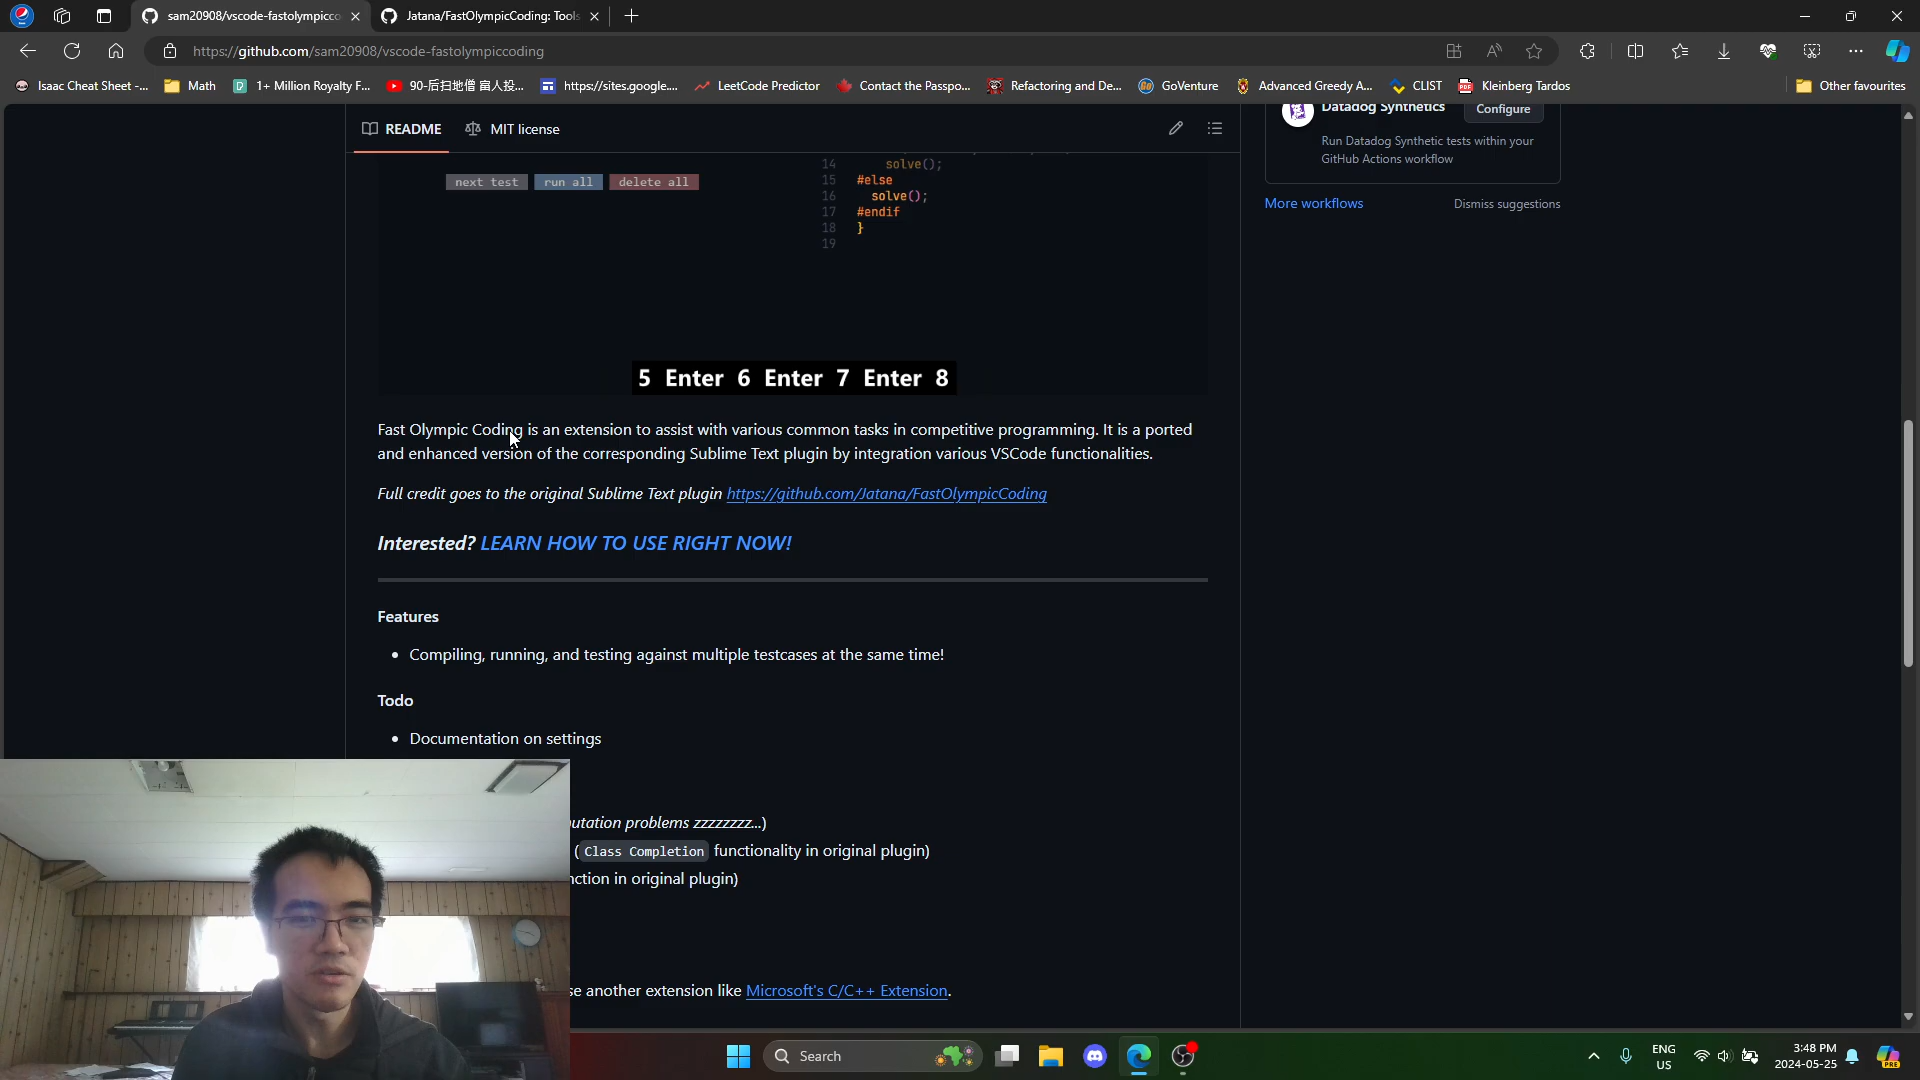 sam20908/vscode-fastolympicco
Jatana/FastOlympicCoding: Tools
https://github.com/sam20908/vscode-fastolympiccoding
Isaac Cheat Sheet -...
Math
1+ Million Royalty F...
90-后扫地僧 亩人投...
https://sites.google....
LeetCode Predictor
Contact the Passpo...
Refactoring and De...
GoVenture
Advanced Greedy A...
CLIST
Kleinberg Tardos
Other favourites
README
MIT license
next test
run all
delete all
14 solve();
15 #else
16 solve();
17 #endif
18 }
19
5 Enter 6 Enter 7 Enter 8
Fast Olympic Coding is an extension to assist with various common tasks in competitive programming. It is a ported
and enhanced version of the corresponding Sublime Text plugin by integration various VSCode functionalities.
Full credit goes to the original Sublime Text plugin https://github.com/Jatana/FastOlympicCoding
Interested? LEARN HOW TO USE RIGHT NOW!
Features
• Compiling, running, and testing against multiple testcases at the same time!
Todo
• Documentation on settings
problems zzzzzzzz...)
(Class Completion functionality in original plugin)
in original plugin)
another extension like Microsoft's C/C++ Extension.
Datadog Synthetics
Configure
Run Datadog Synthetic tests within your
GitHub Actions workflow
More workflows
Dismiss suggestions
Search
ENG
US
3:48 PM
2024-05-25
PRE